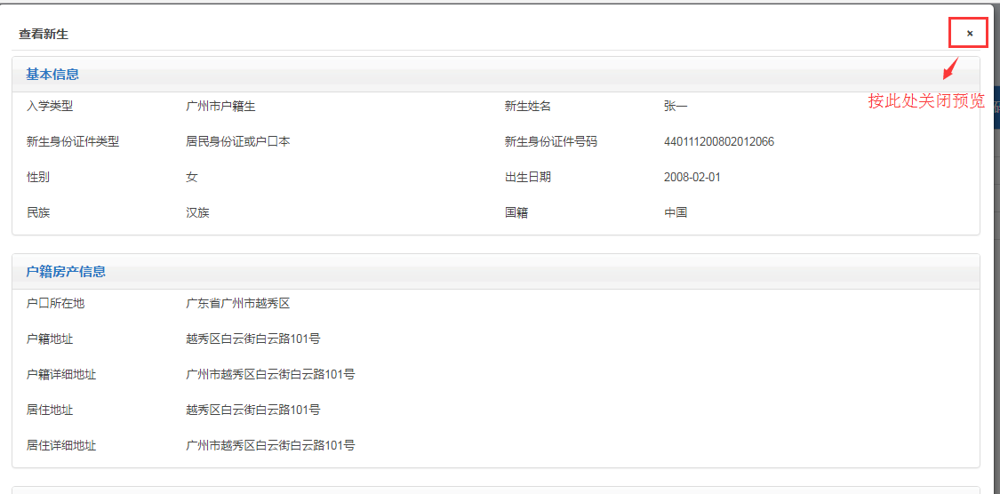 查看新生
×
基本信息
按此处关闭预览
入学类型 广州市户籍生 新生姓名 张一
新生身份证件类型 居民身份证或户口本 新生身份证件号码 440111200802012066
性别 女 出生日期 2008-02-01
民族 汉族 国籍 中国
户籍房产信息
户口所在地 广东省广州市越秀区
户籍地址 越秀区白云街白云路101号
户籍详细地址 广州市越秀区白云街白云路101号
居住地址 越秀区白云街白云路101号
居住详细地址 广州市越秀区白云街白云路101号